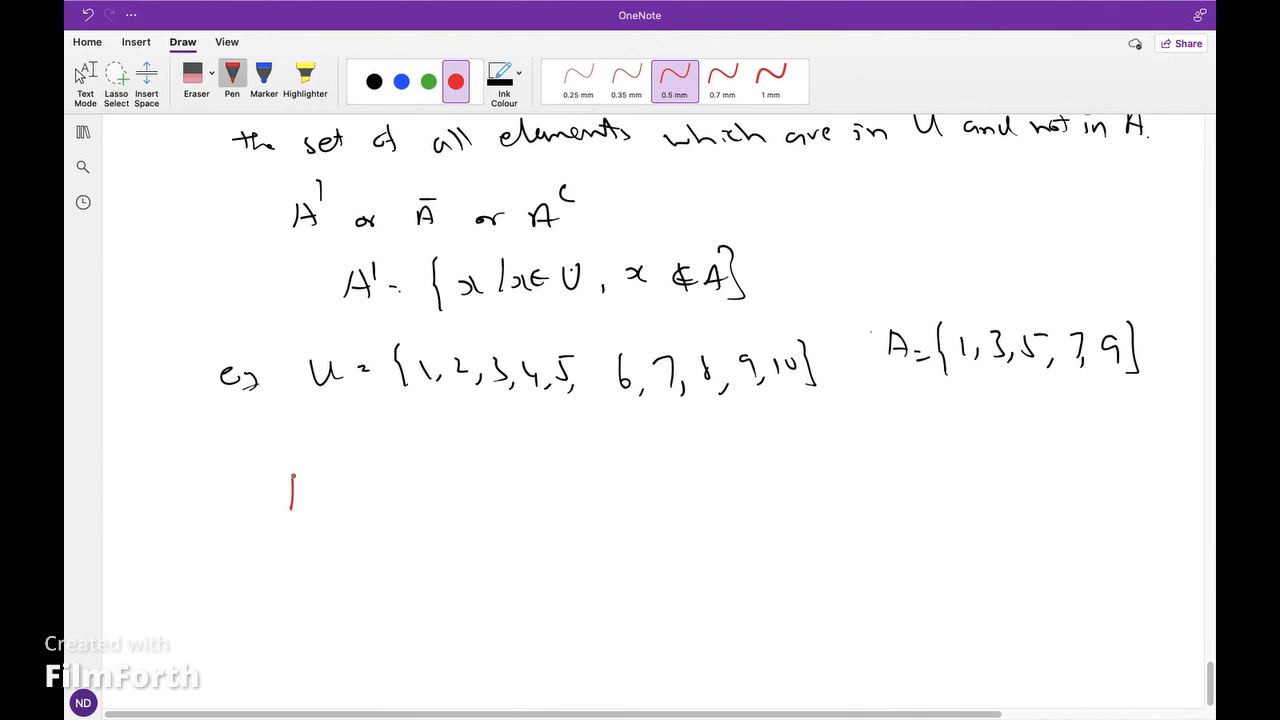 OneNote
Home Insert Draw View Share
Text Mode Lasso Select Insert Space Eraser Pen Marker Highlighter Ink Colour 0.25 mm 0.35 mm 0.5 mm 0.7 mm 1 mm
the set of all elements which are in U and not in A.
A' or Ā or Aᶜ
A' = { x / x ∈ U , x ∉ A }
eg U = { 1, 2, 3, 4, 5, 6, 7, 8, 9, 10 } A = { 1, 3, 5, 7, 9 }
Created with
FilmForth
ND